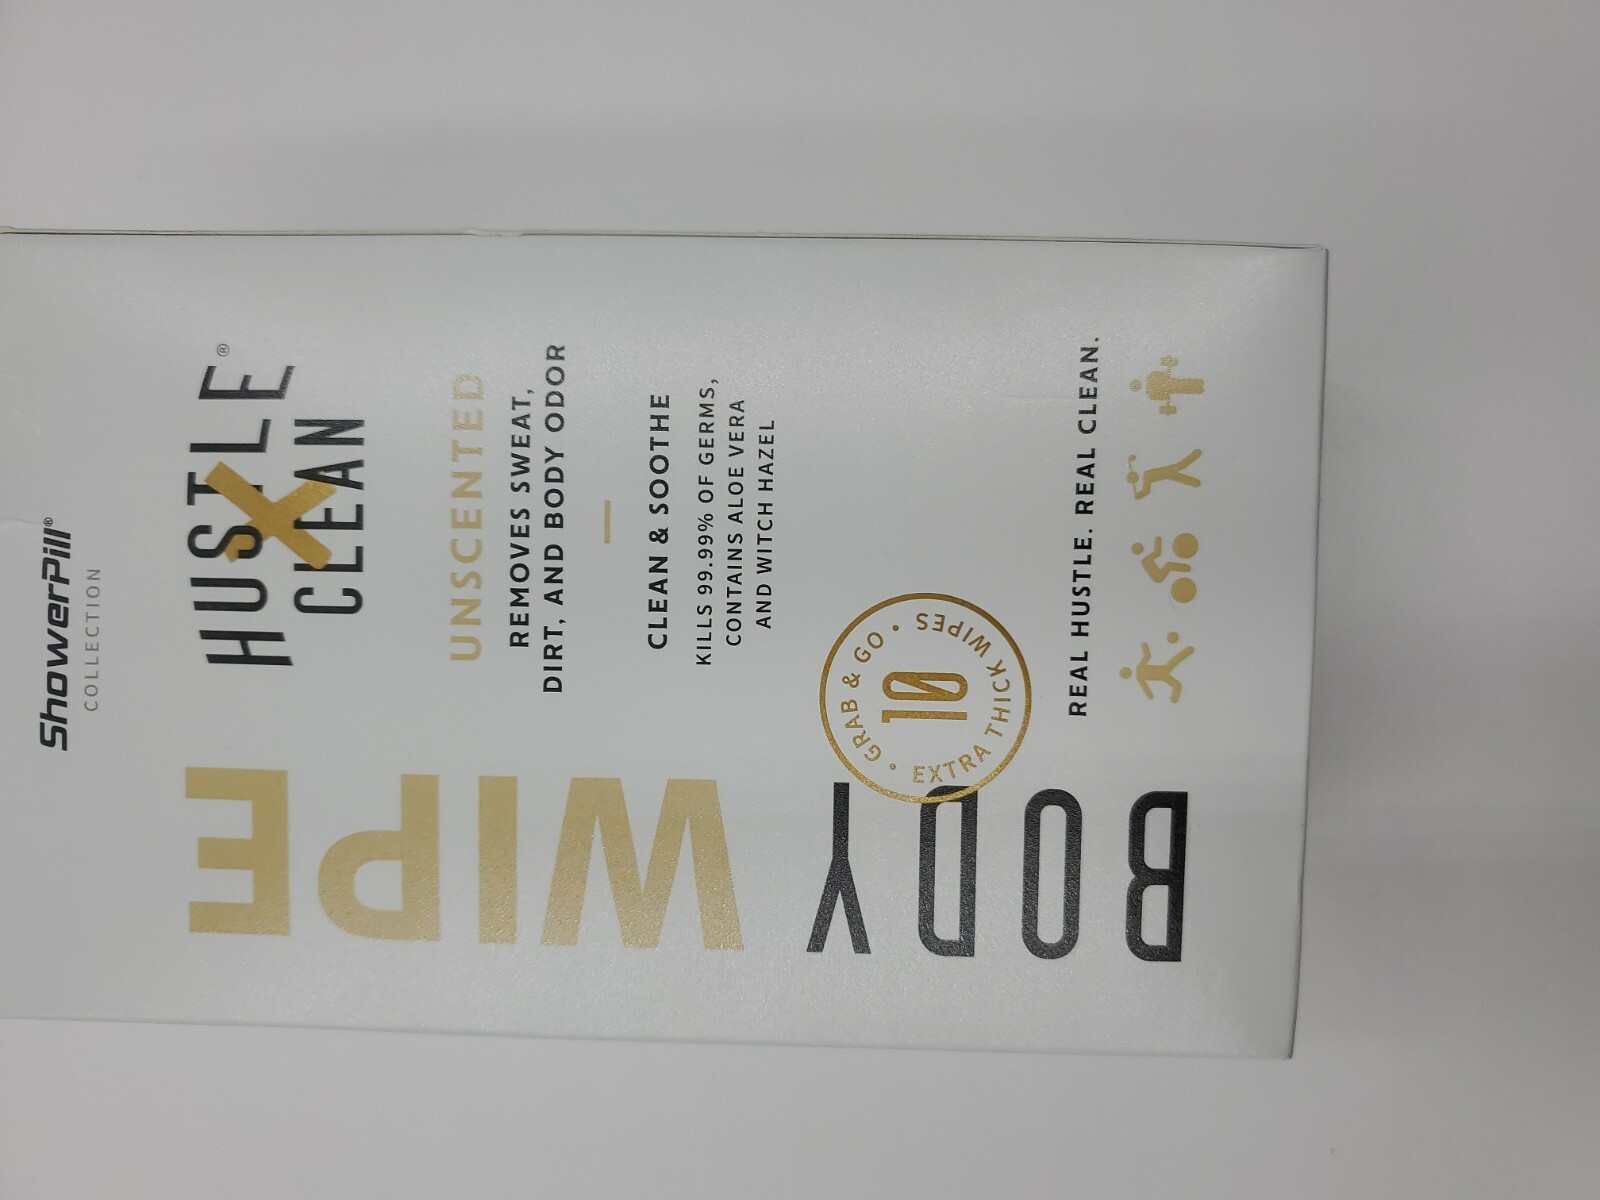 ShowerPill®
COLLECTION
HUSTLE®
CLEAN
UNSCENTED
REMOVES SWEAT,
DIRT, AND BODY ODOR
CLEAN & SOOTHE
KILLS 99.99% OF GERMS,
CONTAINS ALOE VERA
AND WITCH HAZEL
GRAB & GO •
10
EXTRA THICK WIPES •
REAL HUSTLE. REAL CLEAN.
BODY WIPE